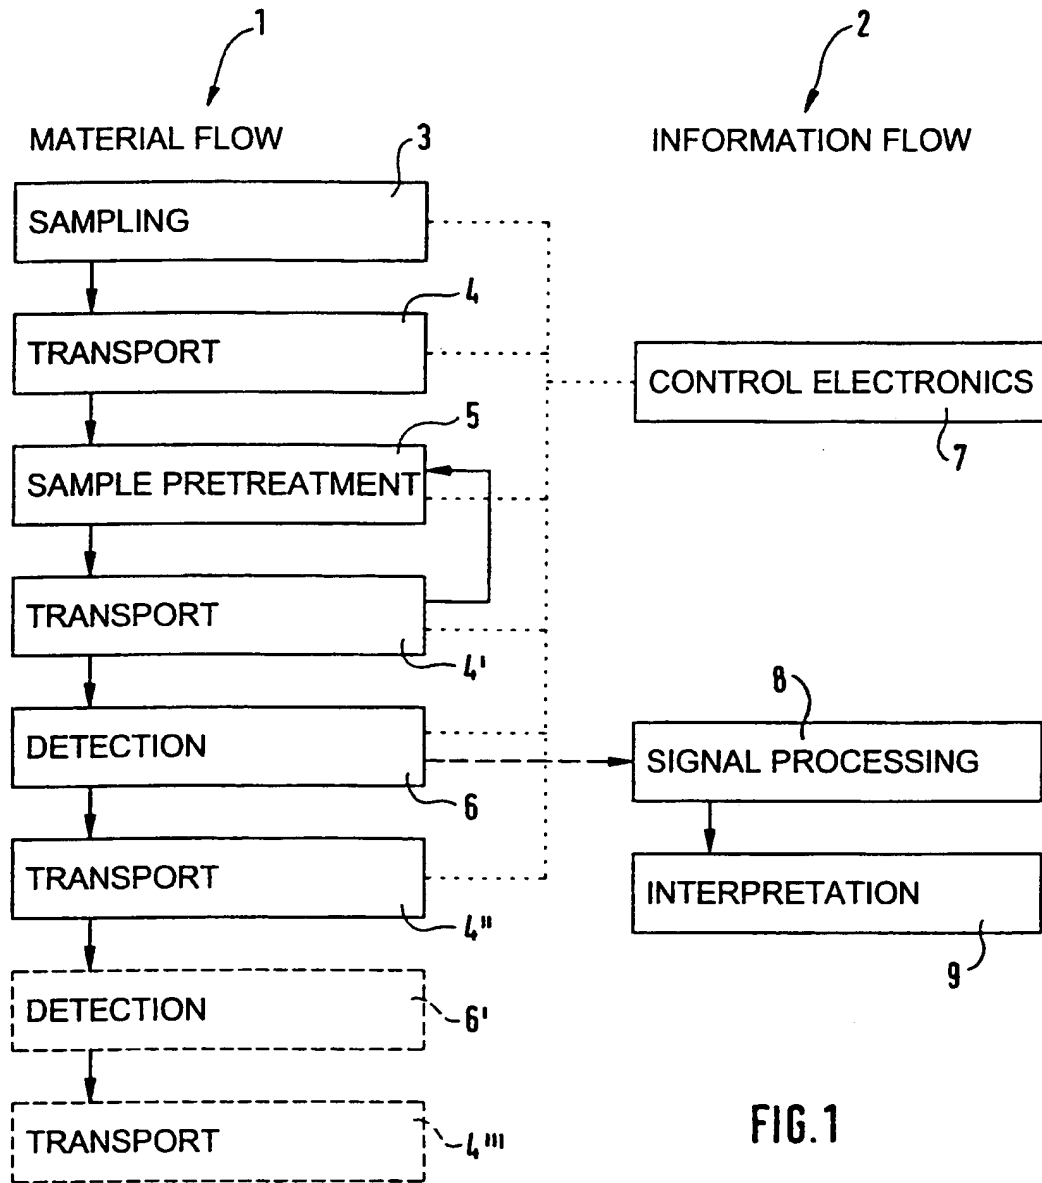 1
2
MATERIAL FLOW
INFORMATION FLOW
3
SAMPLING
4
TRANSPORT
CONTROL ELECTRONICS
7
5
SAMPLE PRETREATMENT
TRANSPORT
4'
8
DETECTION
SIGNAL PROCESSING
6
TRANSPORT
INTERPRETATION
4"
9
DETECTION
6'
TRANSPORT
4'''
FIG.1